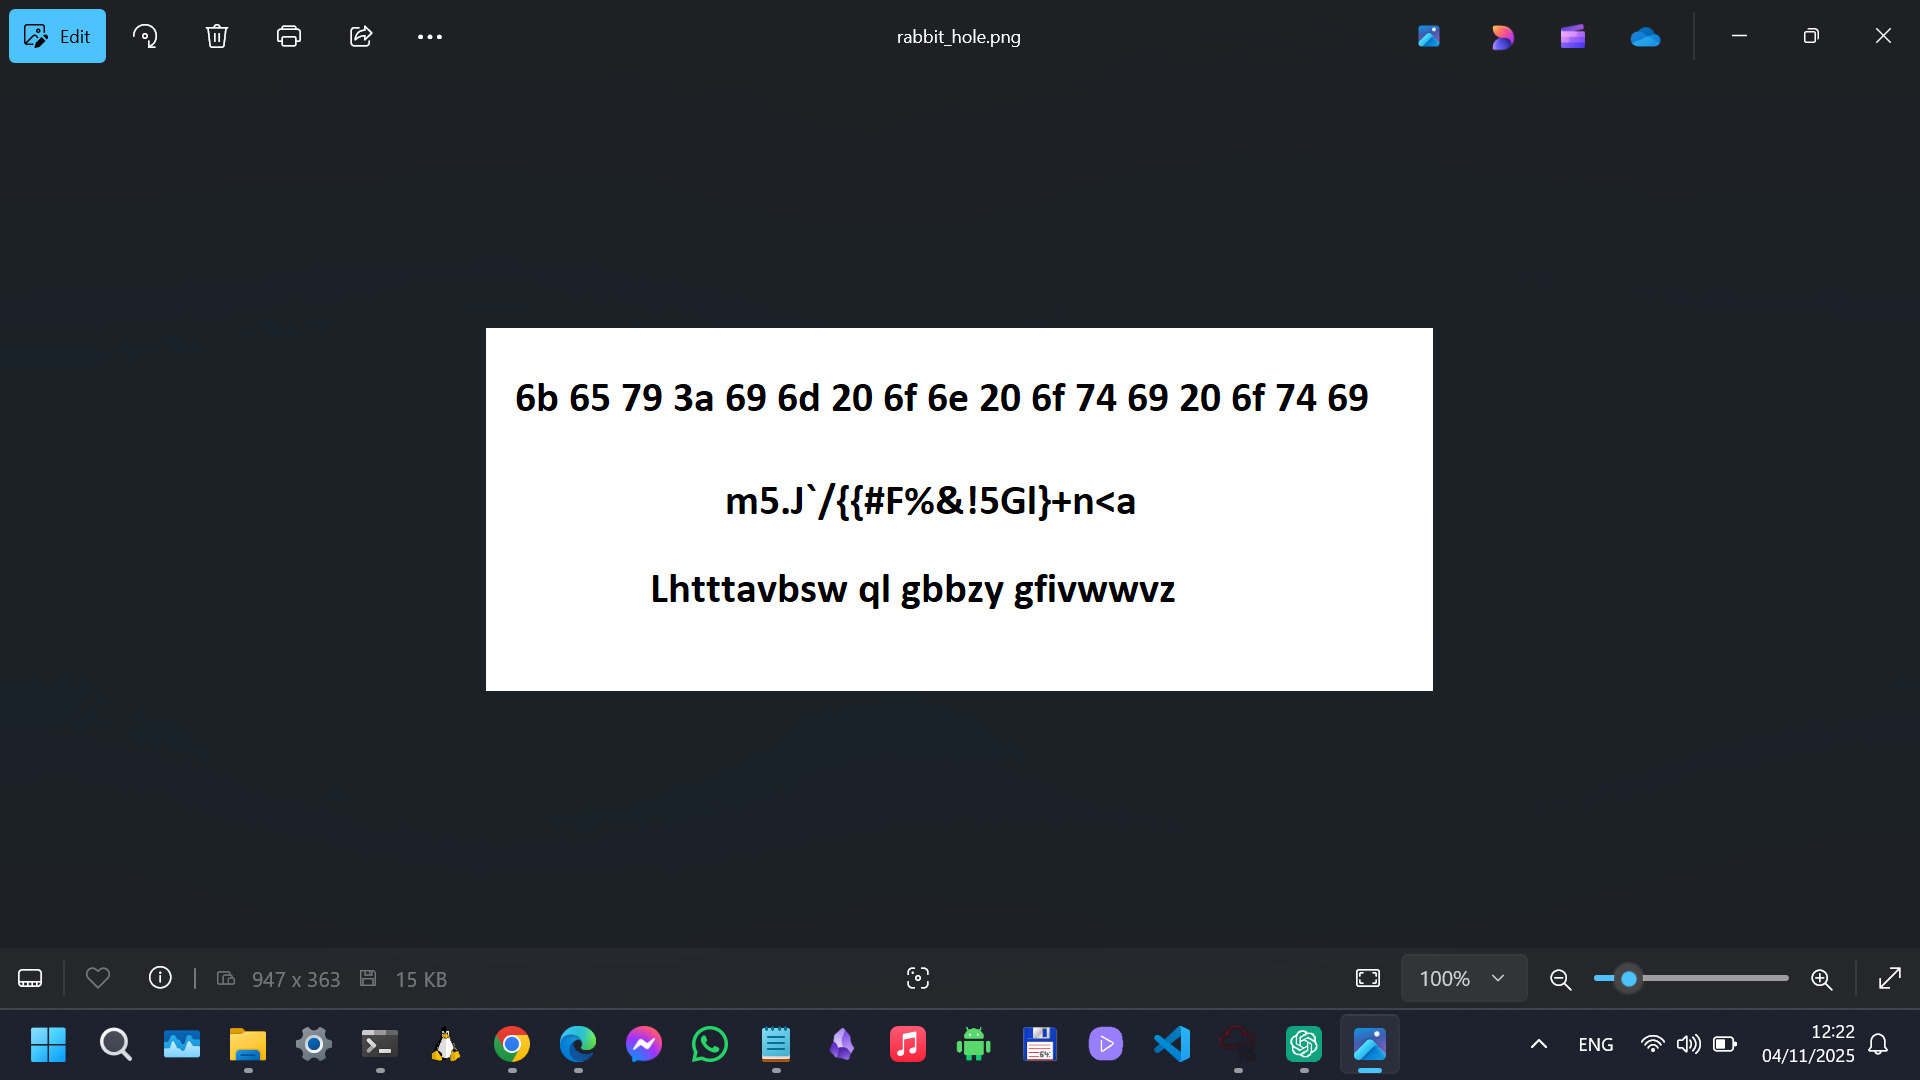 Edit
rabbit_hole.png
6b 65 79 3a 69 6d 20 6f 6e 20 6f 74 69 20 6f 74 69
m5.J`/{{#F%&!5Gl}+n<a
Lhtttavbsw ql gbbzy gfivwwvz
947 x 363 15 KB
100%
64:
ENG
12:22
04/11/2025